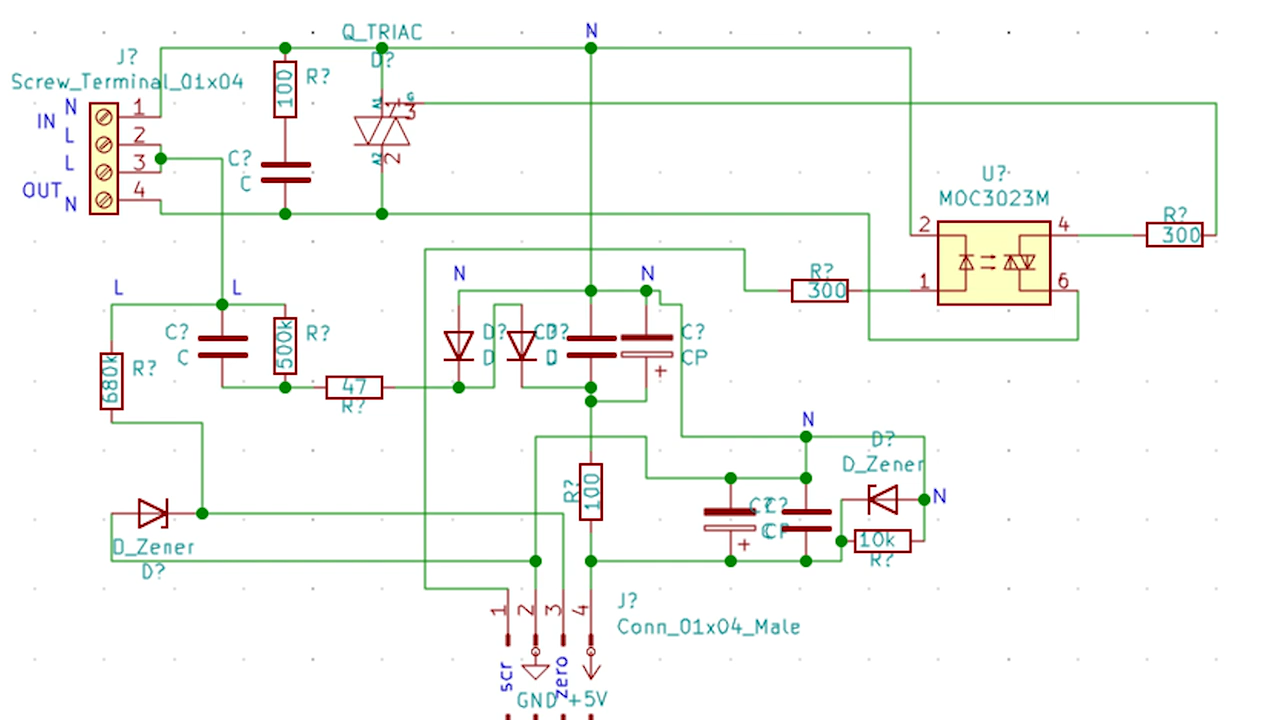 Q_TRIAC
N
J?
D?
Screw_Terminal_01x04
100
R?
N
1
IN
A1
G
3
L
2
L
3
C?
C
A2
2
OUT
N
4
U?
MOC3023M
2
4
R?
300
L
L
N
N
R?
300
1
6
C?
C
500k
R?
D?
D
D?
D
C?
CP
680k
R?
47
R?
N
D?
D_Zener
R?
100
C?
CP
C?
C
N
10k
R?
D_Zener
D?
1
2
3
4
J?
Conn_01x04_Male
scr
GND
zero
+5V